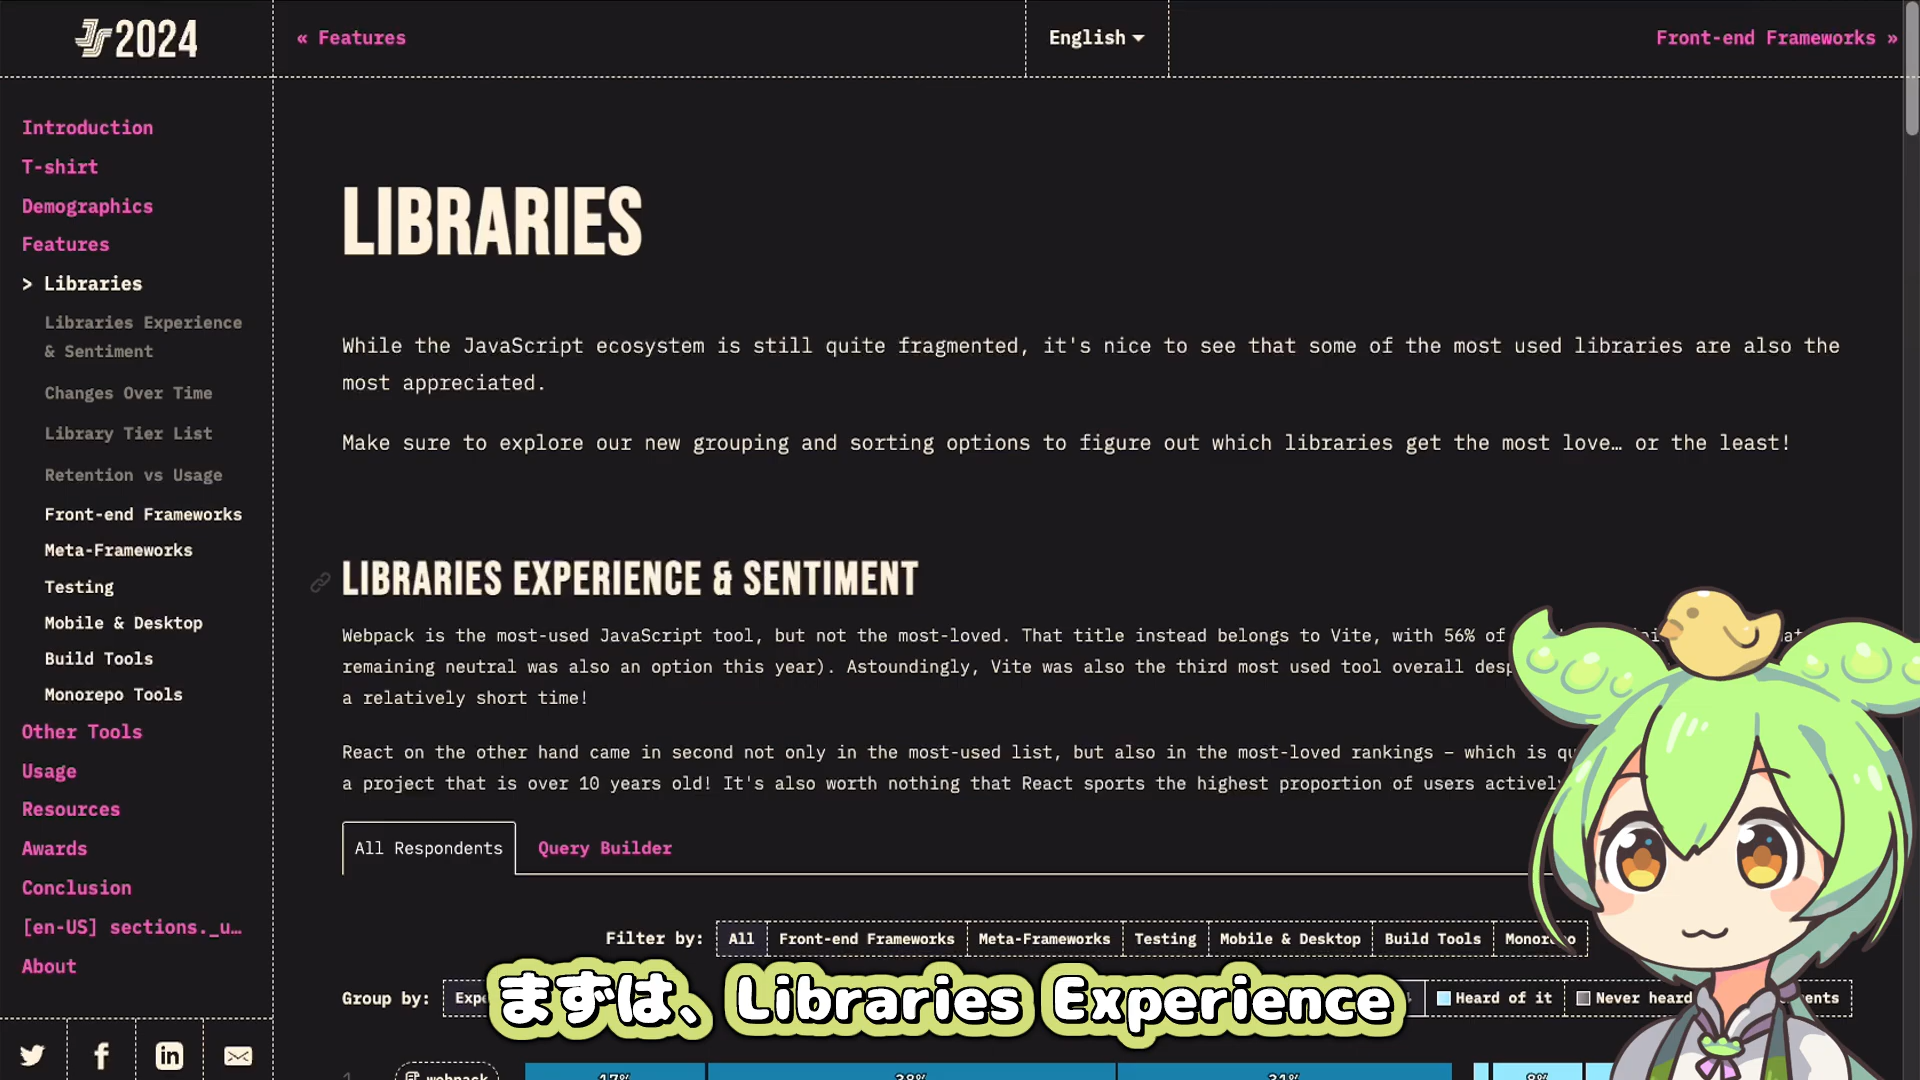 JS 2024
« Features
English
Front-end Frameworks »
Introduction
T-shirt
Demographics
Features
> Libraries
Libraries Experience
& Sentiment
Changes Over Time
Library Tier List
Retention vs Usage
Front-end Frameworks
Meta-Frameworks
Testing
Mobile & Desktop
Build Tools
Monorepo Tools
Other Tools
Usage
Resources
Awards
Conclusion
[en-US] sections._u…
About
LIBRARIES
While the JavaScript ecosystem is still quite fragmented, it's nice to see that some of the most used libraries are also the
most appreciated.
Make sure to explore our new grouping and sorting options to figure out which libraries get the most love… or the least!
LIBRARIES EXPERIENCE & SENTIMENT
Webpack is the most-used JavaScript tool, but not the most-loved. That title instead belongs to Vite, with 56% of
remaining neutral was also an option this year). Astoundingly, Vite was also the third most used tool overall
a relatively short time!
React on the other hand came in second not only in the most-used list, but also in the most-loved rankings – which is
a project that is over 10 years old! It's also worth nothing that React sports the highest proportion of users
All Respondents
Query Builder
Filter by: All Front-end Frameworks Meta-Frameworks Testing Mobile & Desktop Build Tools
Group by: Heard of it Never heard
まずは、Libraries Experience
webpack 17% 38% 31% 8%